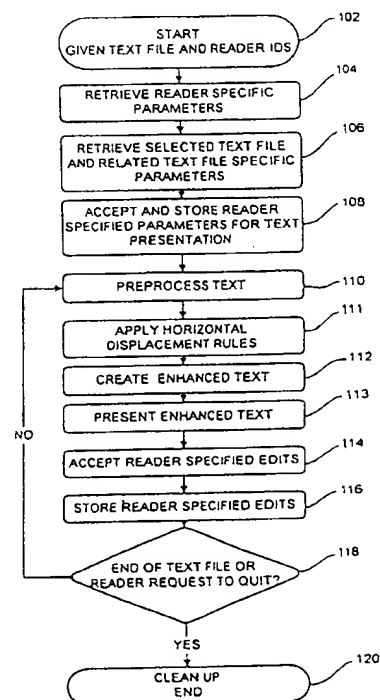 START
GIVEN TEXT FILE AND READER IDS
102
RETRIEVE READER SPECIFIC
PARAMETERS
104
RETRIEVE SELECTED TEXT FILE
AND RELATED TEXT FILE SPECIFIC
PARAMETERS
106
ACCEPT AND STORE READER
SPECIFIED PARAMETERS FOR TEXT
PRESENTATION
108
PREPROCESS TEXT
110
APPLY HORIZONTAL
DISPLACEMENT RULES
111
CREATE ENHANCED TEXT
112
PRESENT ENHANCED TEXT
113
NO
ACCEPT READER SPECIFIED EDITS
114
STORE READER SPECIFIED EDITS
116
END OF TEXT FILE OR
READER REQUEST TO QUIT?
118
YES
CLEAN UP
END
120